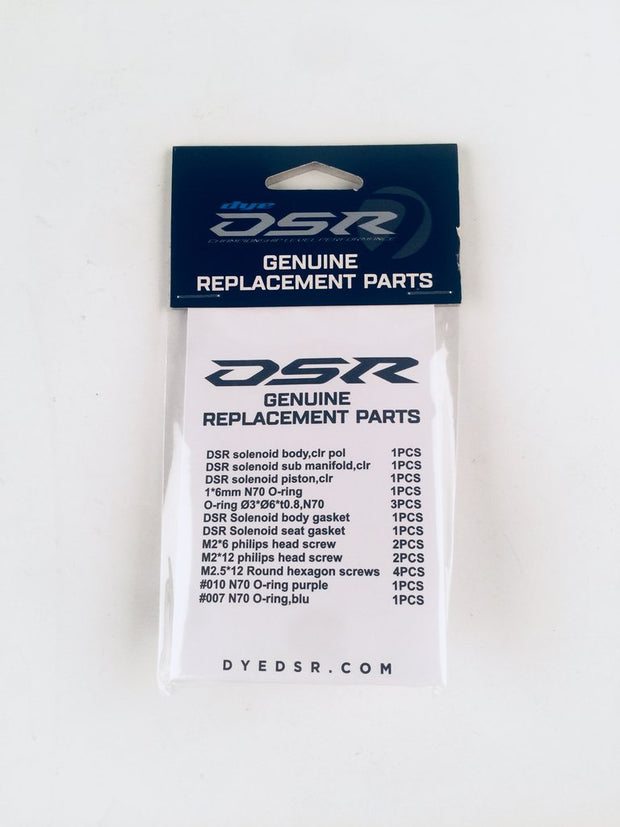 dye
DSR
CHAMPIONSHIP LEVEL PERFORMANCE
GENUINE
REPLACEMENT PARTS
DSR
GENUINE
REPLACEMENT PARTS
DSR solenoid body,clr pol 1PCS
DSR solenoid sub manifold,clr 1PCS
DSR solenoid piston,clr 1PCS
1*6mm N70 O-ring 1PCS
O-ring Ø3*Ø6*t0.8,N70 3PCS
DSR Solenoid body gasket 1PCS
DSR Solenoid seat gasket 1PCS
M2*6 philips head screw 2PCS
M2*12 philips head screw 2PCS
M2.5*12 Round hexagon screws 4PCS
#010 N70 O-ring purple 1PCS
#007 N70 O-ring,blu 1PCS
DYEDSR.COM